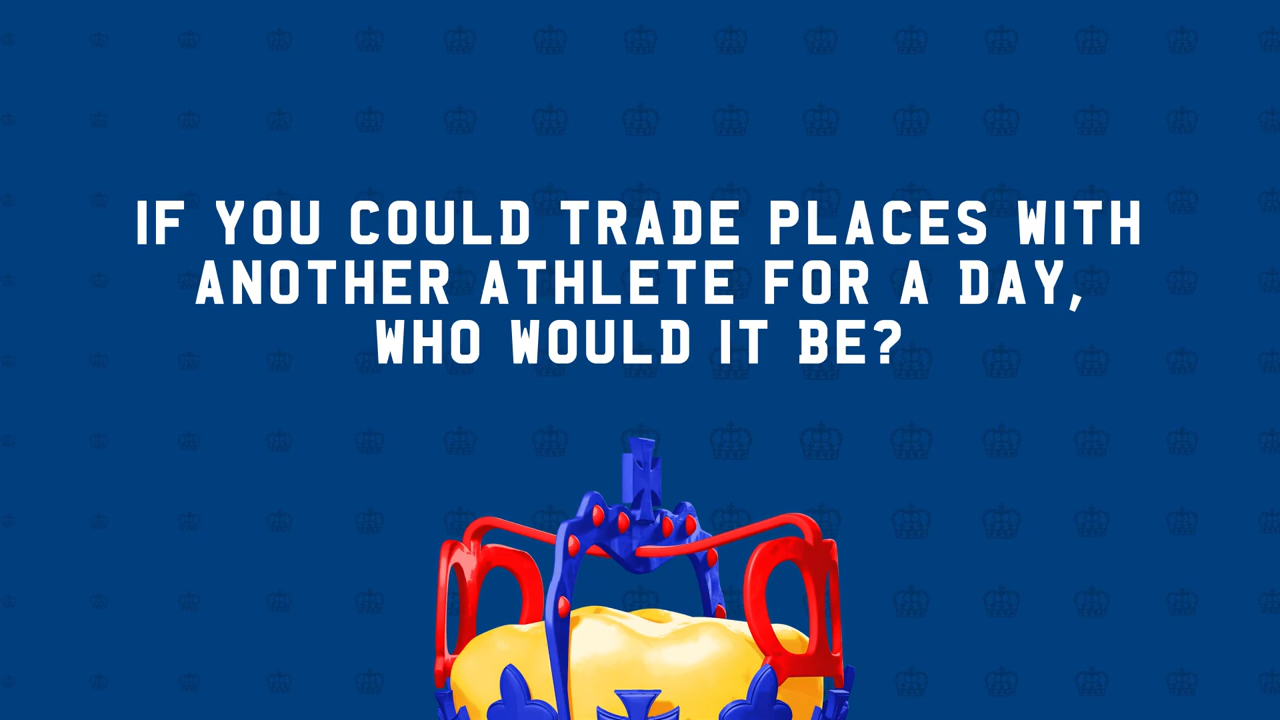 IF YOU COULD TRADE PLACES WITH
ANOTHER ATHLETE FOR A DAY,
WHO WOULD IT BE?